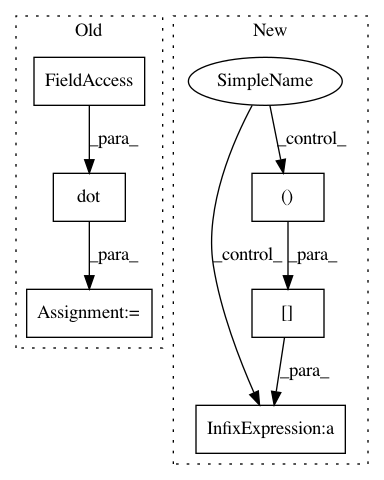 Old
New
FieldAccess
SimpleName
_para_
_control_
dot
()
_control_
_para_
_para_
Assignment:=
[]
_para_
InfixExpression:a